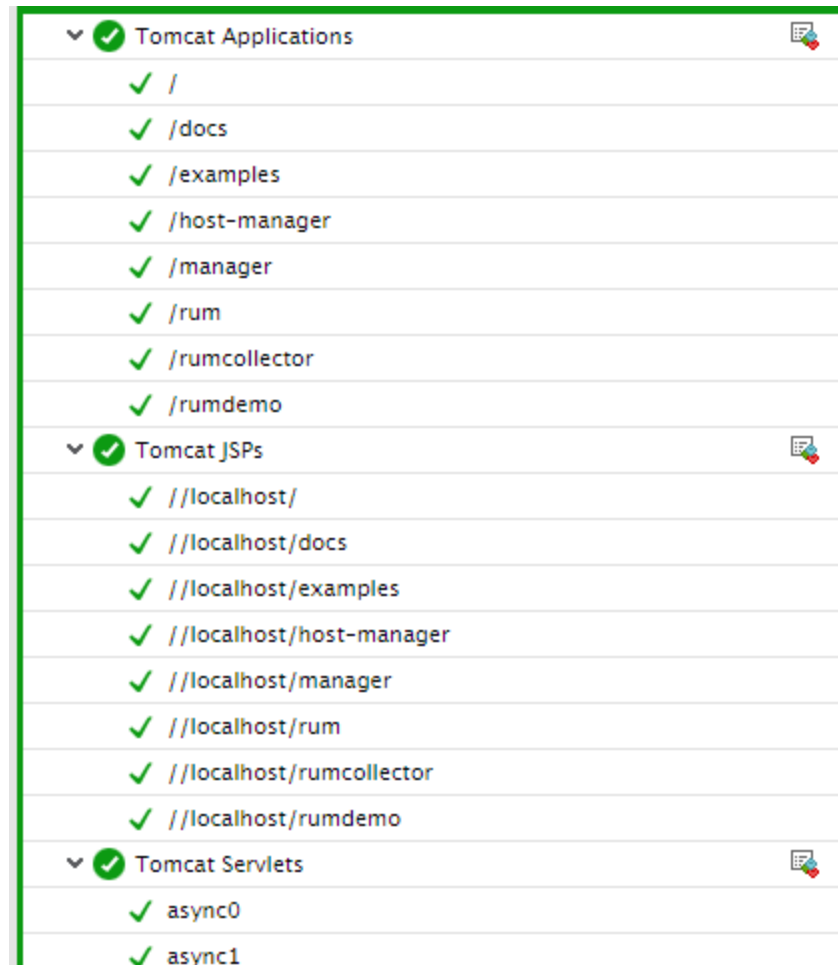 Tomcat Applications
/
/docs
/examples
/host-manager
/manager
/rum
/rumcollector
/rumdemo
Tomcat JSPs
//localhost/
//localhost/docs
//localhost/examples
//localhost/host-manager
//localhost/manager
//localhost/rum
//localhost/rumcollector
//localhost/rumdemo
Tomcat Servlets
async0
async1